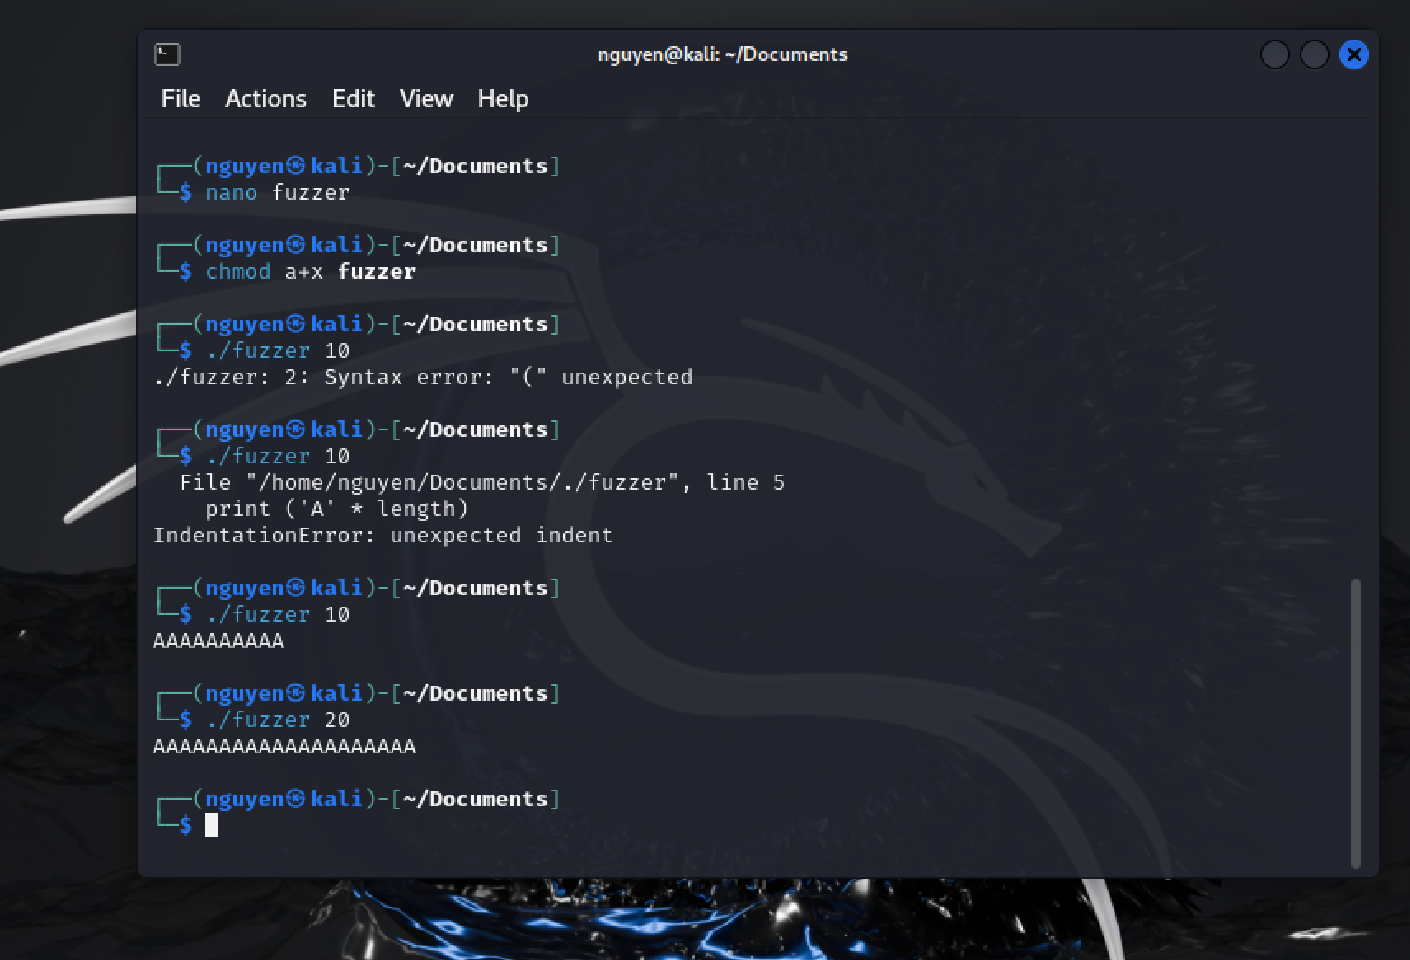 nguyen@kali: ~/Documents
File Actions Edit View Help
┌──(nguyen㉿kali)-[~/Documents]
└─$ nano fuzzer
┌──(nguyen㉿kali)-[~/Documents]
└─$ chmod a+x fuzzer
┌──(nguyen㉿kali)-[~/Documents]
└─$ ./fuzzer 10
./fuzzer: 2: Syntax error: "(" unexpected
┌──(nguyen㉿kali)-[~/Documents]
└─$ ./fuzzer 10
  File "/home/nguyen/Documents/./fuzzer", line 5
    print ('A' * length)
IndentationError: unexpected indent
┌──(nguyen㉿kali)-[~/Documents]
└─$ ./fuzzer 10
AAAAAAAAAA
┌──(nguyen㉿kali)-[~/Documents]
└─$ ./fuzzer 20
AAAAAAAAAAAAAAAAAAAA
┌──(nguyen㉿kali)-[~/Documents]
└─$